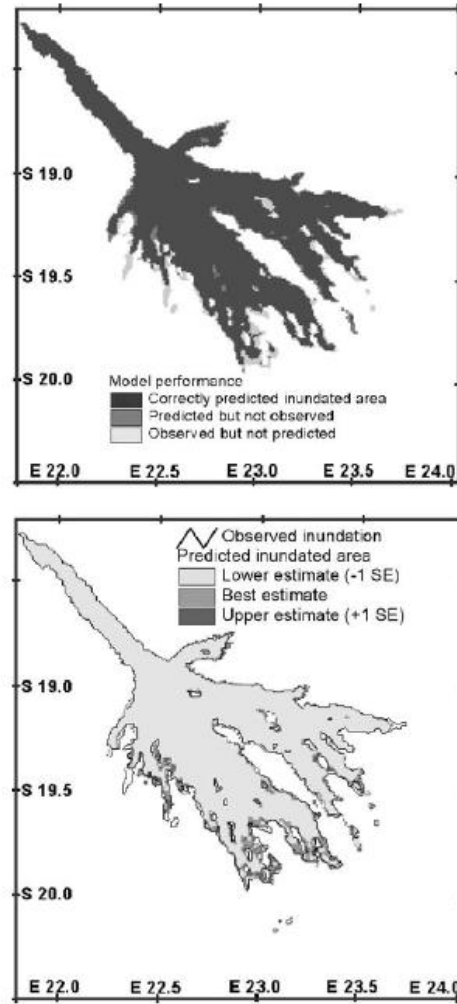 S 19.0
S 19.5
S 20.0
Model performance
Correctly predicted inundated area
Predicted but not observed
Observed but not predicted
E 22.0 E 22.5 E 23.0 E 23.5 E 24.0
Observed inundation
Predicted inundated area
Lower estimate (-1 SE)
Best estimate
Upper estimate (+1 SE)
S 19.0
S 19.5
S 20.0
E 22.0 E 22.5 E 23.0 E 23.5 E 24.0